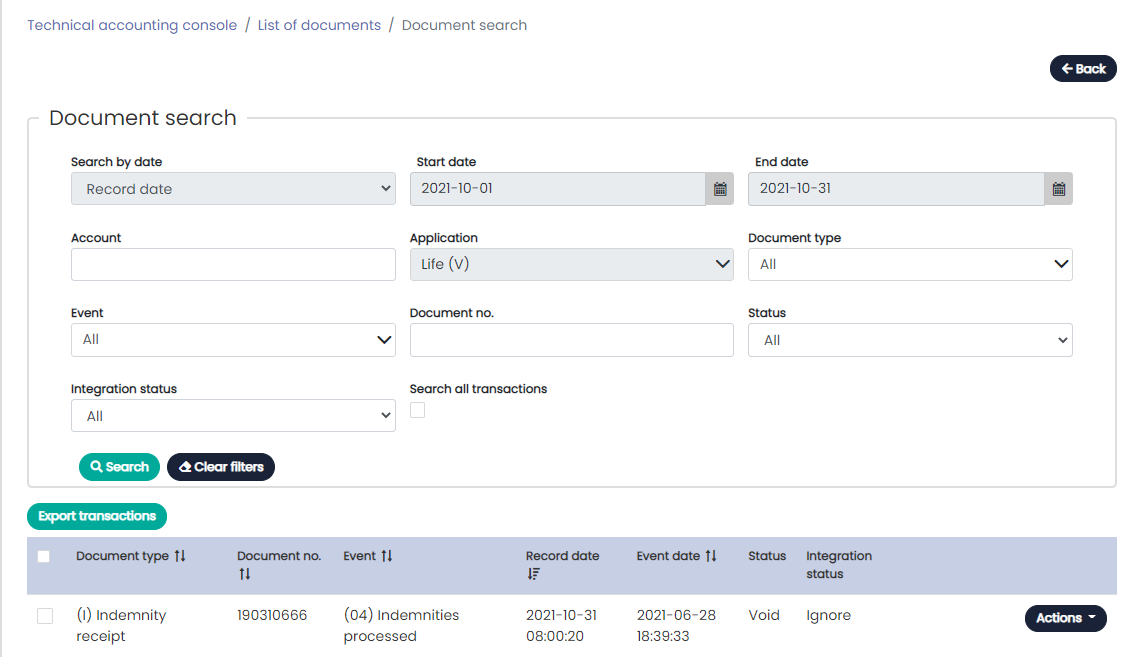 Technical accounting console / List of documents / Document search
Back
Document search
Search by date Start date End date
Record date 2021-10-01 2021-10-31
Account Application Document type
Life (V) All
Event Document no. Status
All All
Integration status Search all transactions
All
Search Clear filters
Export transactions
Document type Document no. Event Record date Event date Status Integration
status
(I) Indemnity 190310666 (04) Indemnities 2021-10-31 2021-06-28 Void Ignore Actions
receipt processed 08:00:20 18:39:33